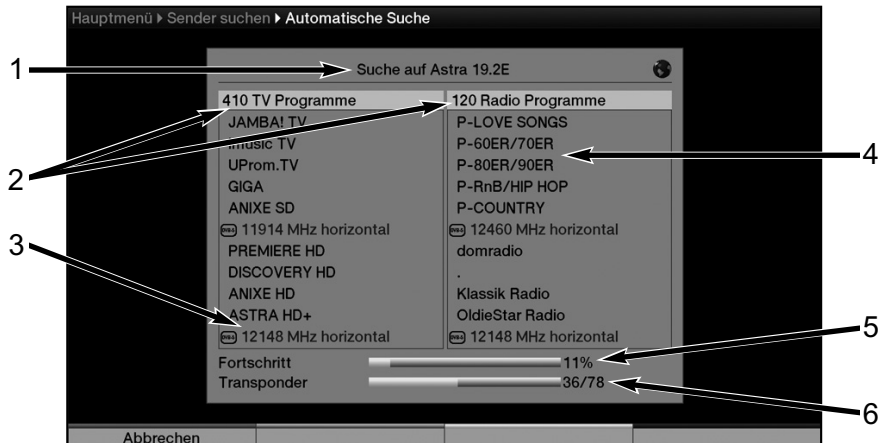 Hauptmenü ▸ Sender suchen ▸ Automatische Suche
1
Suche auf Astra 19.2E
410 TV Programme
120 Radio Programme
JAMBA! TV
P-LOVE SONGS
imusic TV
P-60ER/70ER
4
UProm.TV
P-80ER/90ER
2
GIGA
P-RnB/HIP HOP
ANIXE SD
P-COUNTRY
11914 MHz horizontal
12460 MHz horizontal
3
PREMIERE HD
domradio
DISCOVERY HD
.
ANIXE HD
Klassik Radio
ASTRA HD+
OldieStar Radio
5
12148 MHz horizontal
12148 MHz horizontal
Fortschritt
11%
Transponder
36/78
6
Abbrechen